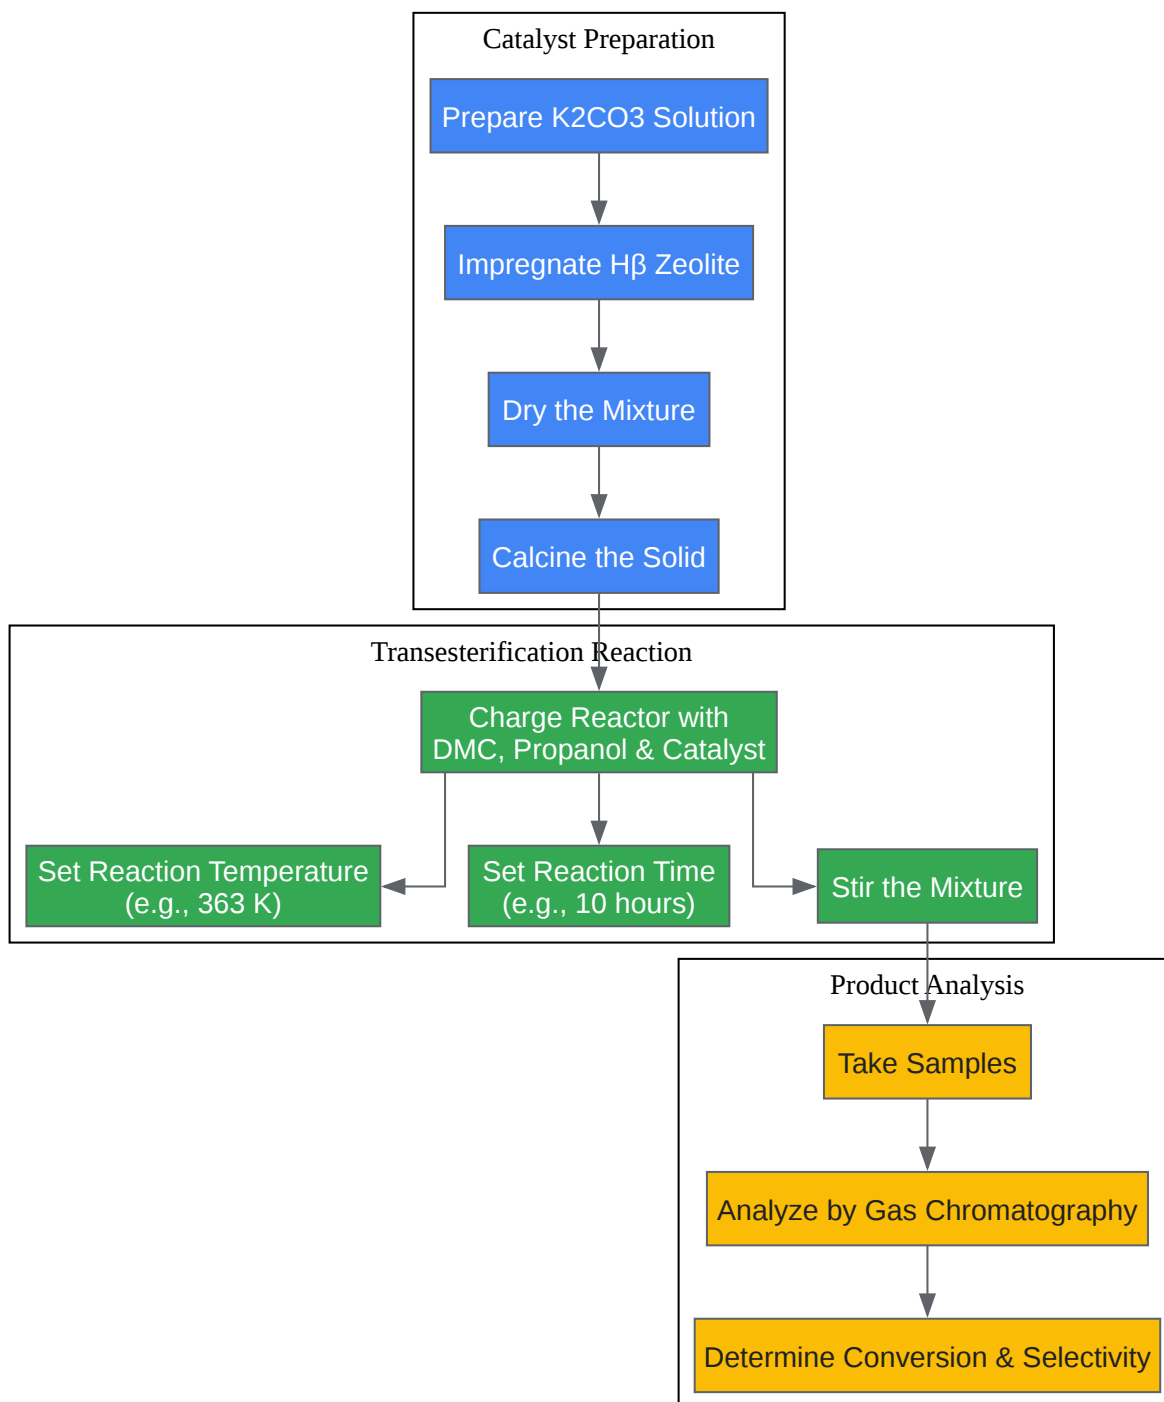 Catalyst Preparation
Prepare K2CO3 Solution
Impregnate Hβ Zeolite
Dry the Mixture
Calcine the Solid
Transesterification Reaction
Charge Reactor with
DMC, Propanol & Catalyst
Set Reaction Temperature
(e.g., 363 K)
Set Reaction Time
(e.g., 10 hours)
Stir the Mixture
Product Analysis
Take Samples
Analyze by Gas Chromatography
Determine Conversion & Selectivity